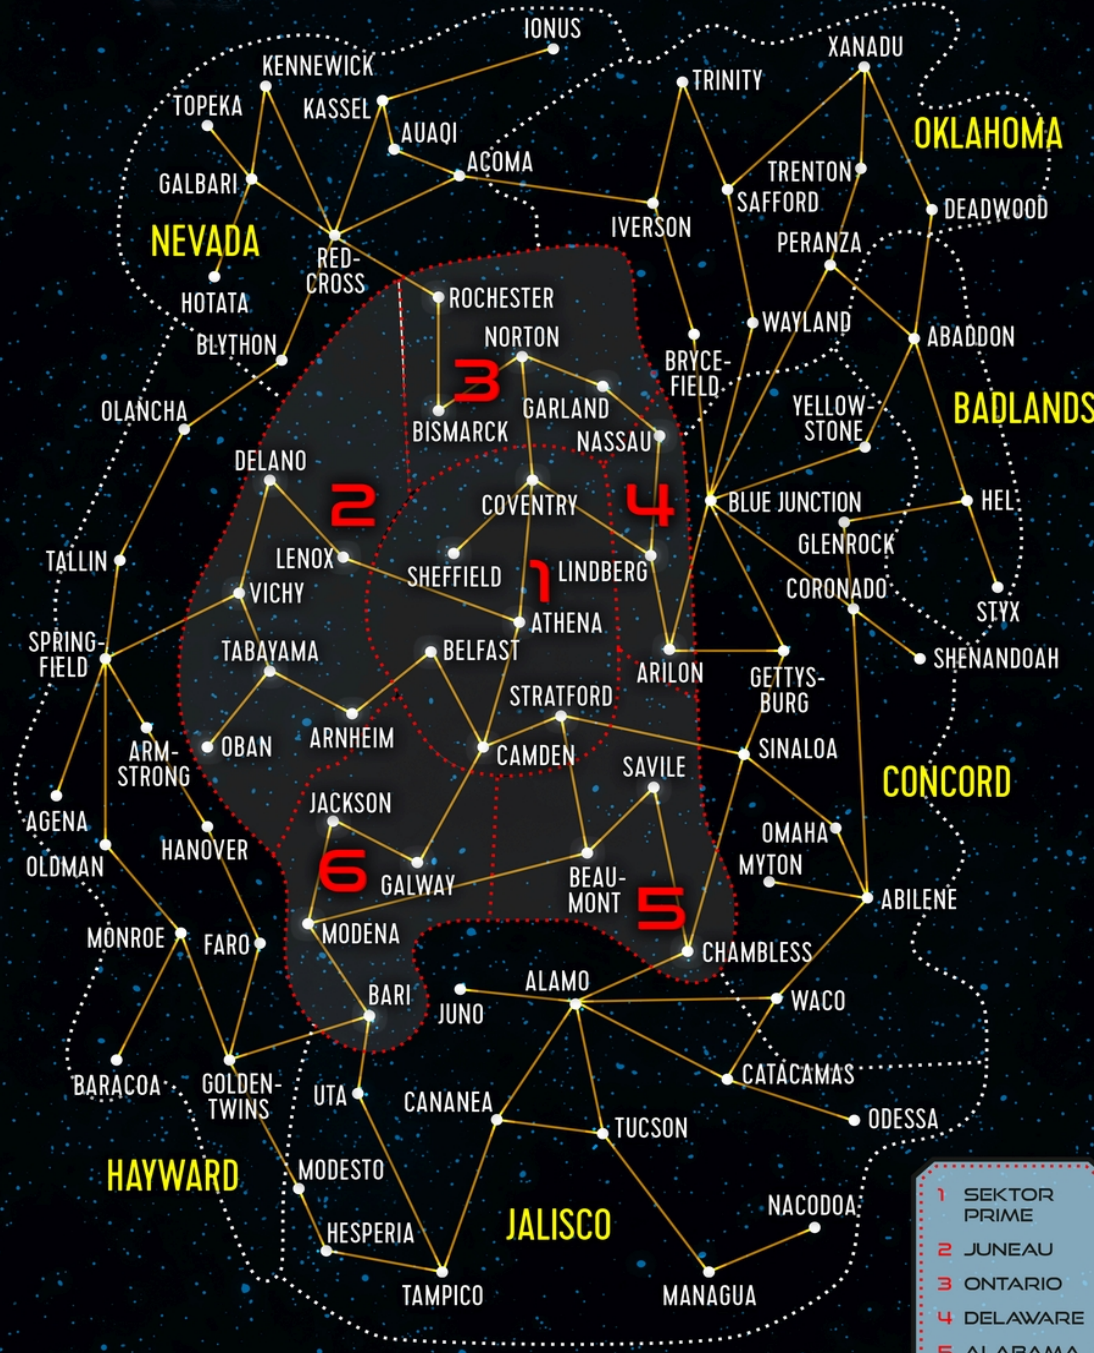 IONUS
XANADU
KENNEWICK
TRINITY
TOPEKA
KASSEL
AUAQI
OKLAHOMA
ACOMA
TRENTON
GALBARI
SAFFORD
DEADWOOD
IVERSON
NEVADA
PERANZA
RED-
CROSS
HOTATA
ROCHESTER
WAYLAND
NORTON
ABADDON
BLYTHON
BRYCE-
FIELD
3
GARLAND
YELLOW-
STONE
BADLANDS
OLANCHA
BISMARCK
NASSAU
DELANO
2
COVENTRY
4
BLUE JUNCTION
HEL
GLENROCK
TALLIN
LENOX
SHEFFIELD
1
LINDBERG
CORONADO
VICHY
STYX
ATHENA
SPRING-
FIELD
TABAYAMA
BELFAST
ARILON
SHENANDOAH
GETTYS-
BURG
STRATFORD
ARNHEIM
OBAN
ARM-
STRONG
CAMDEN
SINALOA
SAVILE
CONCORD
JACKSON
AGENA
OMAHA
OLDMAN
HANOVER
6
GALWAY
BEAU-
MONT
MYTON
5
ABILENE
MONROE
FARO
MODENA
CHAMBLESS
ALAMO
BARI
JUNO
WACO
BARACOA
GOLDEN-
TWINS
UTA
CANANEA
CATACAMAS
TUCSON
ODESSA
HAYWARD
MODESTO
HESPERIA
JALISCO
NACODOA
TAMPICO
MANAGUA
1 SEKTOR
PRIME
2 JUNEAU
3 ONTARIO
4 DELAWARE
5 ALABAMA